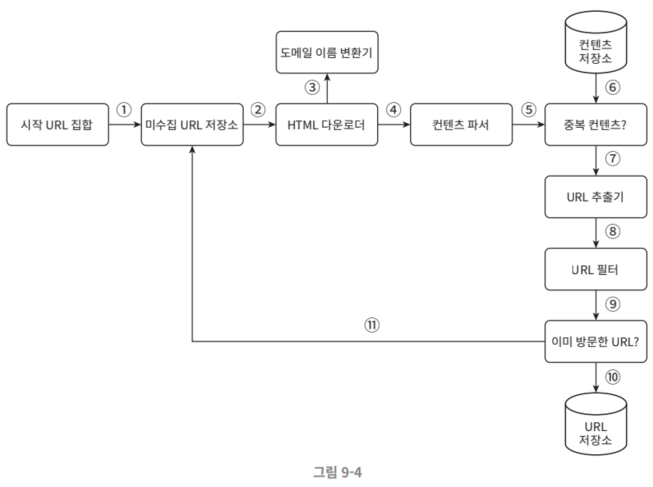 컨텐츠
저장소
도메일 이름 변환기
③
⑥
①
②
④
⑤
시작 URL 집합
미수집 URL 저장소
HTML 다운로더
컨텐츠 파서
중복 컨텐츠?
⑦
URL 추출기
⑧
URL 필터
⑨
⑪
이미 방문한 URL?
⑩
URL
저장소
그림 9-4